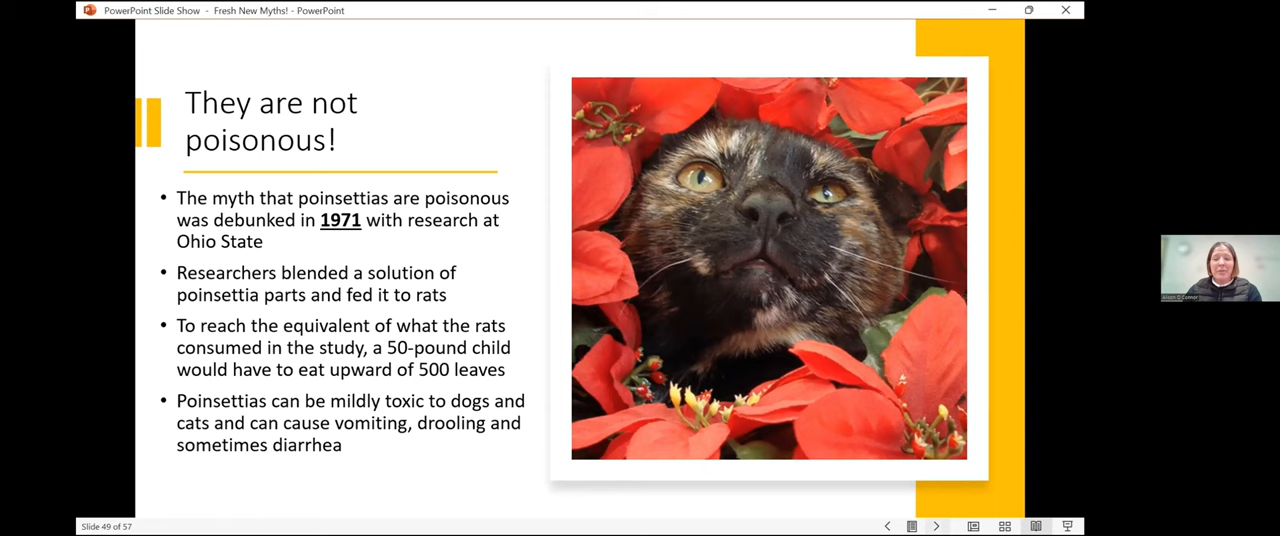 PowerPoint Slide Show - Fresh New Myths! - PowerPoint
They are not
poisonous!
• The myth that poinsettias are poisonous
was debunked in 1971 with research at
Ohio State
• Researchers blended a solution of
poinsettia parts and fed it to rats
• To reach the equivalent of what the rats
consumed in the study, a 50-pound child
would have to eat upward of 500 leaves
• Poinsettias can be mildly toxic to dogs and
cats and can cause vomiting, drooling and
sometimes diarrhea
Alison O Connor
Slide 49 of 57